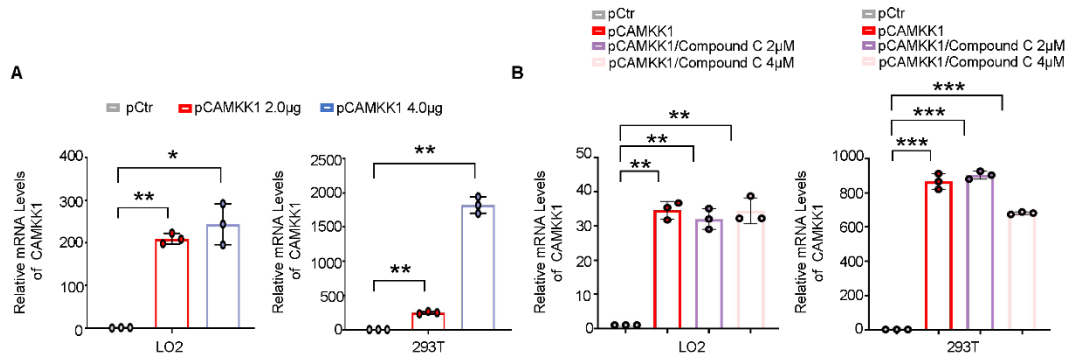 A
pCtr pCAMKK1 2.0µg pCAMKK1 4.0µg
Relative mRNA Levels
of CAMKK1
400
300
200
100
0
*
**
LO2
Relative mRNA Levels
of CAMKK1
2500
2000
1500
1000
500
0
**
**
293T
B
pCtr
pCAMKK1
pCAMKK1/Compound C 2µM
pCAMKK1/Compound C 4µM
Relative mRNA Levels
of CAMKK1
50
40
30
20
10
0
**
**
**
LO2
pCtr
pCAMKK1
pCAMKK1/Compound C 2µM
pCAMKK1/Compound C 4µM
Relative mRNA Levels
of CAMKK1
1000
800
600
400
200
0
***
***
***
293T